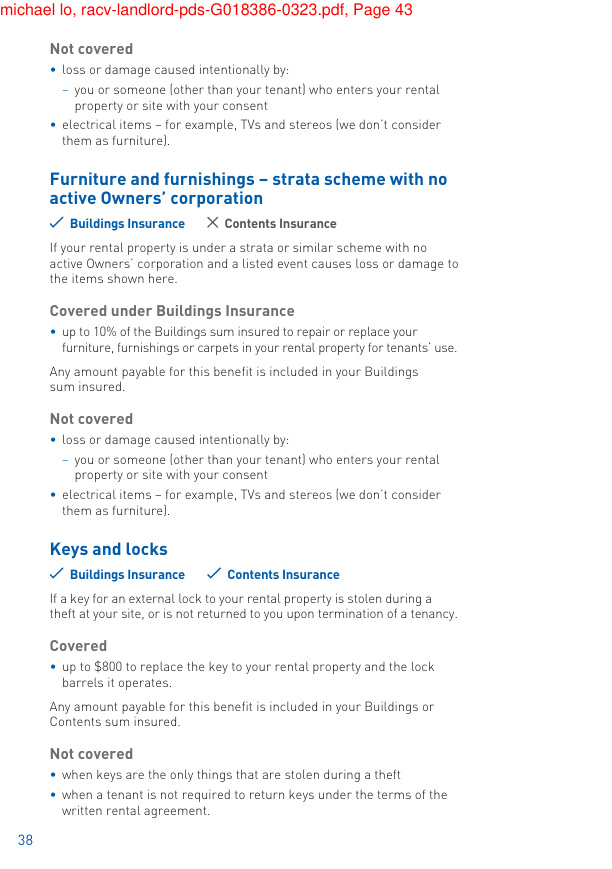 michael lo, racv-landlord-pds-G018386-0323.pdf, Page 43
Not covered
• loss or damage caused intentionally by:
– you or someone (other than your tenant) who enters your rental
property or site with your consent
• electrical items – for example, TVs and stereos (we don't consider
them as furniture).
Furniture and furnishings – strata scheme with no
active Owners' corporation
✓ Buildings Insurance ✕ Contents Insurance
If your rental property is under a strata or similar scheme with no
active Owners' corporation and a listed event causes loss or damage to
the items shown here.
Covered under Buildings Insurance
• up to 10% of the Buildings sum insured to repair or replace your
furniture, furnishings or carpets in your rental property for tenants' use.
Any amount payable for this benefit is included in your Buildings
sum insured.
Not covered
• loss or damage caused intentionally by:
– you or someone (other than your tenant) who enters your rental
property or site with your consent
• electrical items – for example, TVs and stereos (we don't consider
them as furniture).
Keys and locks
✓ Buildings Insurance ✓ Contents Insurance
If a key for an external lock to your rental property is stolen during a
theft at your site, or is not returned to you upon termination of a tenancy.
Covered
• up to $800 to replace the key to your rental property and the lock
barrels it operates.
Any amount payable for this benefit is included in your Buildings or
Contents sum insured.
Not covered
• when keys are the only things that are stolen during a theft
• when a tenant is not required to return keys under the terms of the
written rental agreement.
38